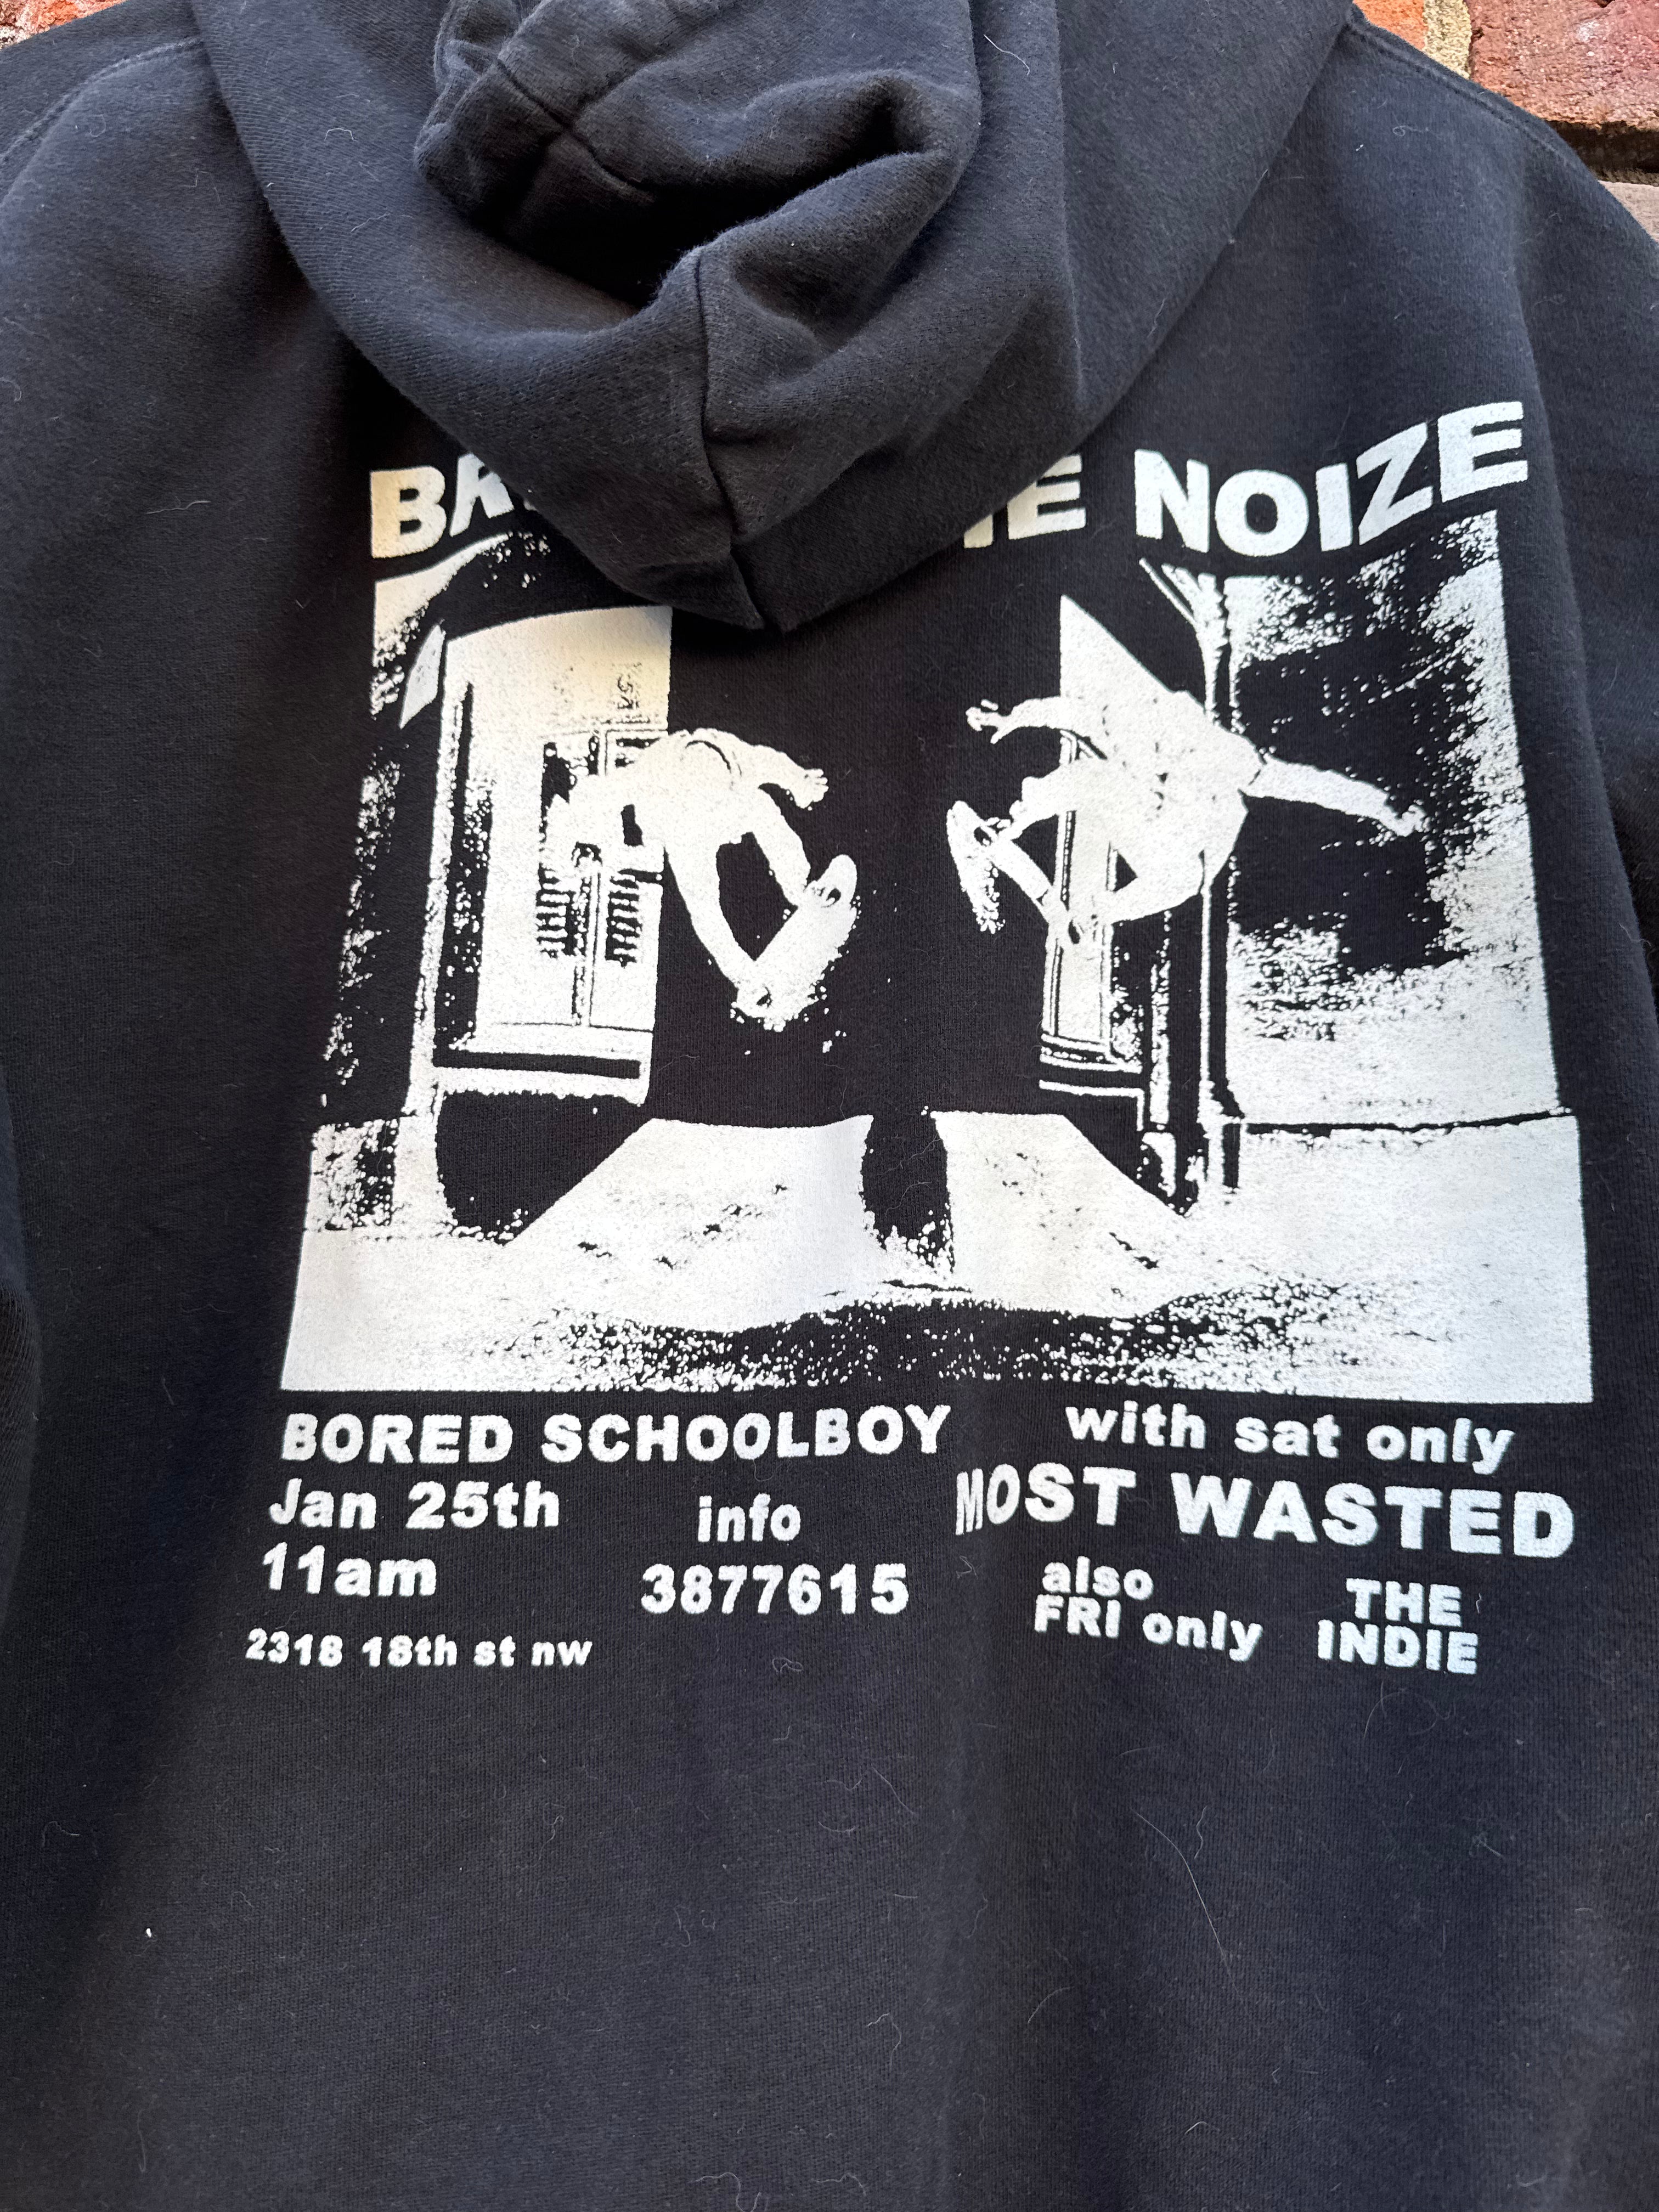 NOIZE
BORED SCHOOLBOY
with sat only
Jan 25th
info
MOST WASTED
11am
3877615
also
FRI only
THE
INDIE
2318 18th st nw